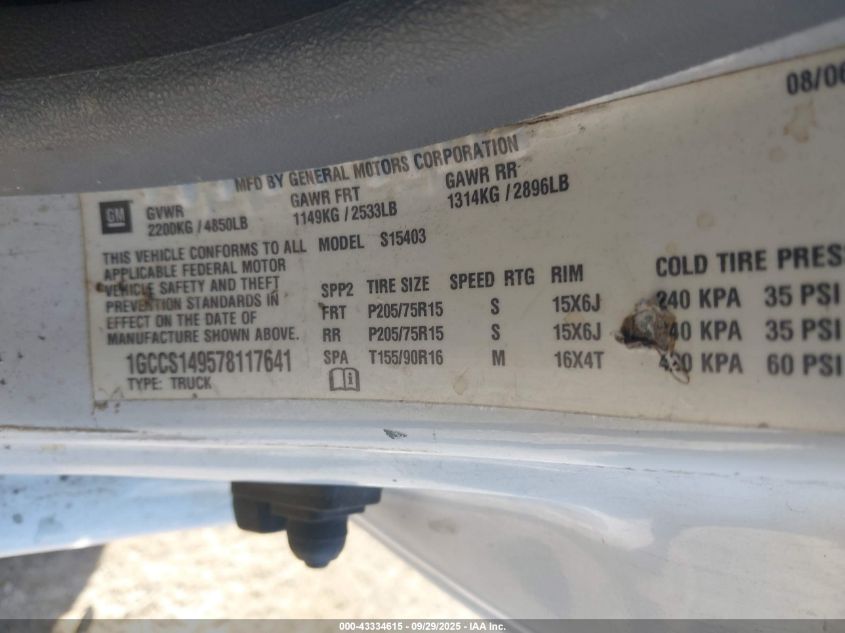 08/06
MFD BY GENERAL MOTORS CORPORATION
GM
GVWR
2200KG / 4850LB
GAWR FRT
1149KG / 2533LB
GAWR RR
1314KG / 2896LB
THIS VEHICLE CONFORMS TO ALL
APPLICABLE FEDERAL MOTOR
VEHICLE SAFETY AND THEFT
PREVENTION STANDARDS IN
EFFECT ON THE DATE OF
MANUFACTURE SHOWN ABOVE.
1GCCS149578117641
TYPE: TRUCK
MODEL S15403
SPP2 TIRE SIZE SPEED RTG RIM COLD TIRE PRES
FRT P205/75R15 S 15X6J 240 KPA 35 PSI
RR P205/75R15 S 15X6J 240 KPA 35 PSI
SPA T155/90R16 M 16X4T 420 KPA 60 PSI
000-43334615 | 09/29/2025 - IAA Inc.